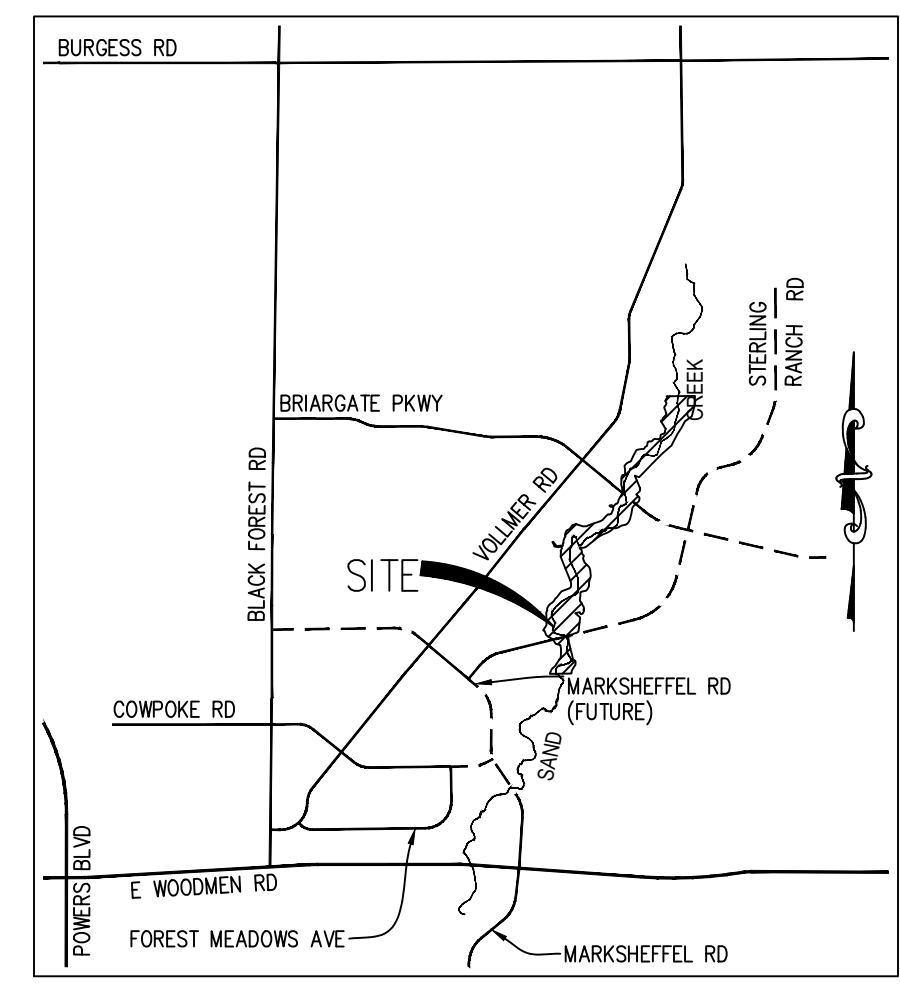 BURGESS RD
STERLING
RANCH RD
CREEK
BRIARGATE PKWY
BLACK FOREST RD
VOLLMER RD
SITE
MARKSHEFFEL RD
(FUTURE)
COWPOKE RD
SAND
POWERS BLVD
E WOODMEN RD
FOREST MEADOWS AVE
MARKSHEFFEL RD